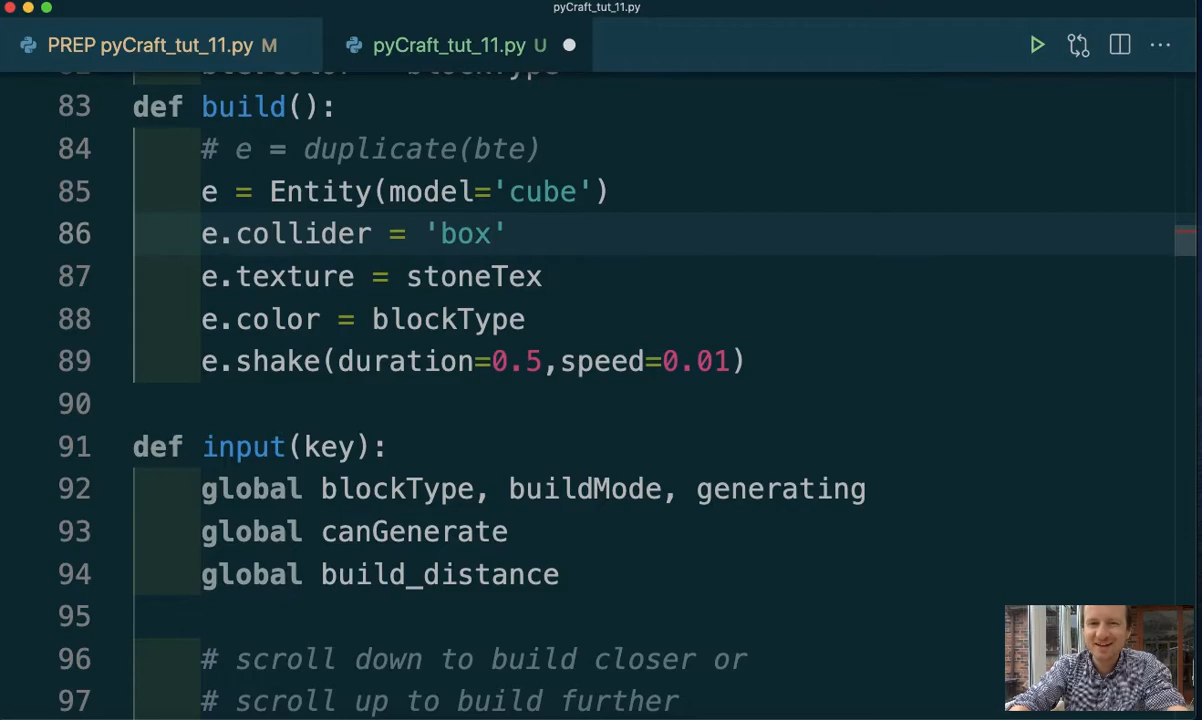 pyCraft_tut_11.py
PREP pyCraft_tut_11.py M
pyCraft_tut_11.py U
83 def build():
84 # e = duplicate(bte)
85 e = Entity(model='cube')
86 e.collider = 'box'
87 e.texture = stoneTex
88 e.color = blockType
89 e.shake(duration=0.5,speed=0.01)
90
91 def input(key):
92 global blockType, buildMode, generating
93 global canGenerate
94 global build_distance
95
96 # scroll down to build closer or
97 # scroll up to build further